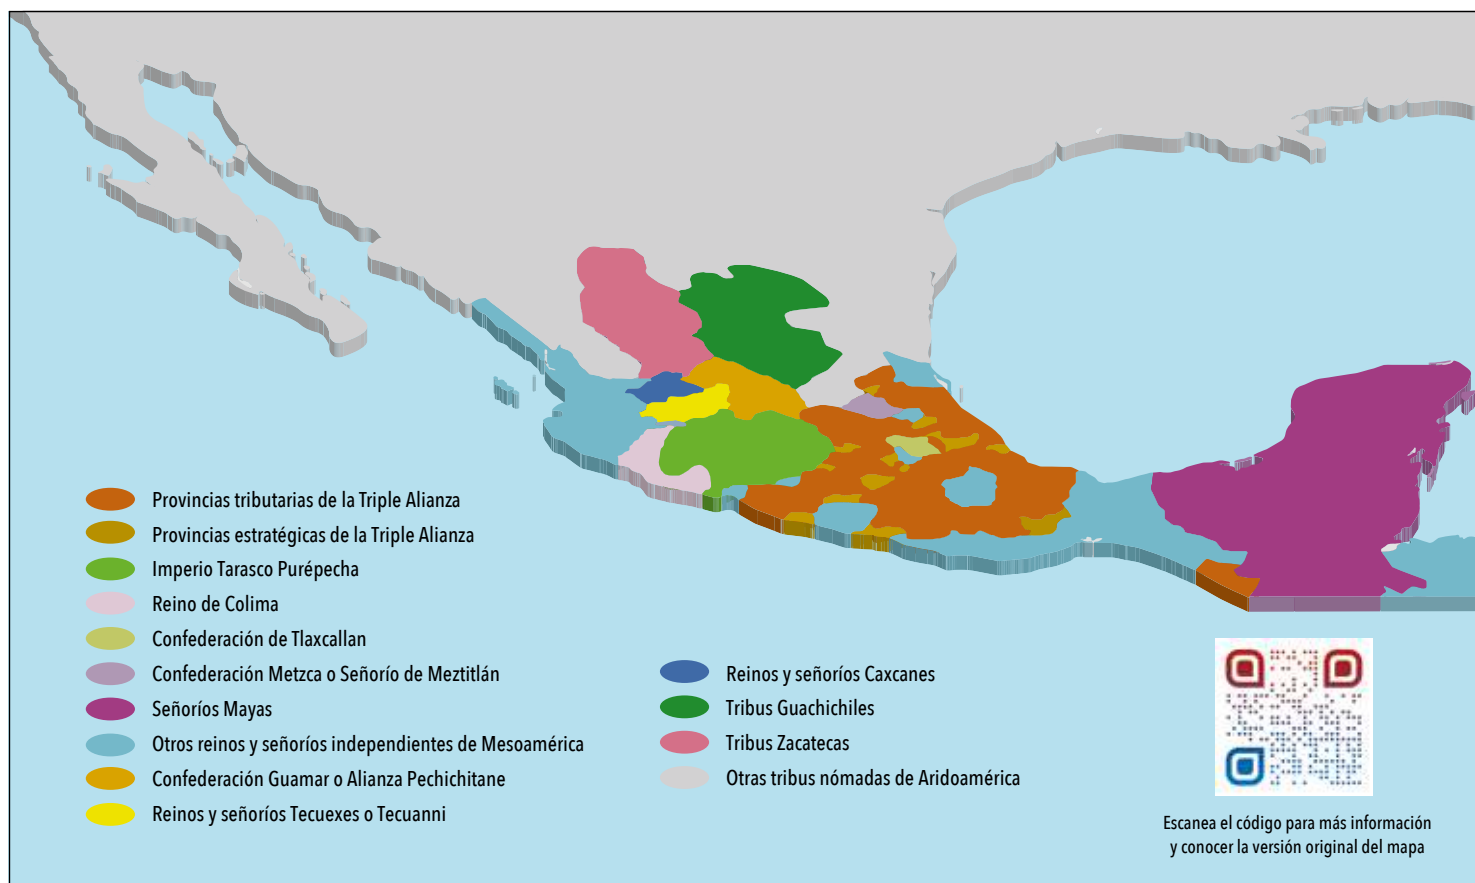 Provincias tributarias de la Triple Alianza
Provincias estratégicas de la Triple Alianza
Imperio Tarasco Purépecha
Reino de Colima
Confederación de Tlaxcallan
Confederación Metzca o Señorío de Meztitlán
Señoríos Mayas
Otros reinos y señoríos independientes de Mesoamérica
Confederación Guamar o Alianza Pechichitane
Reinos y señoríos Tecuexes o Tecuanni
Reinos y señoríos Caxcanes
Tribus Guachichiles
Tribus Zacatecas
Otras tribus nómadas de Aridoamérica
Escanea el código para más información
y conocer la versión original del mapa